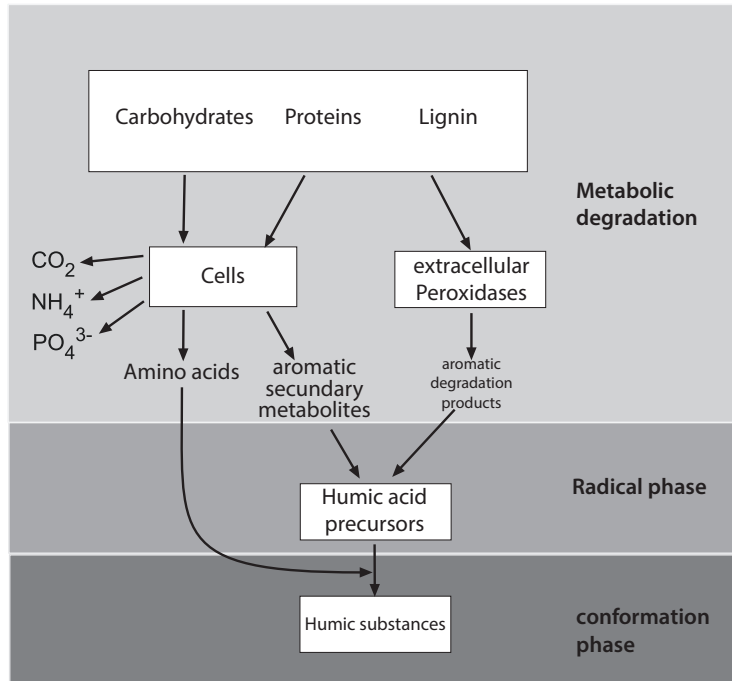 Carbohydrates Proteins Lignin
Metabolic
degradation
CO₂
NH₄⁺
PO₄³⁻
Cells
extracellular
Peroxidases
Amino acids
aromatic
secundary
metabolites
aromatic
degradation
products
Humic acid
precursors
Radical phase
Humic substances
conformation
phase